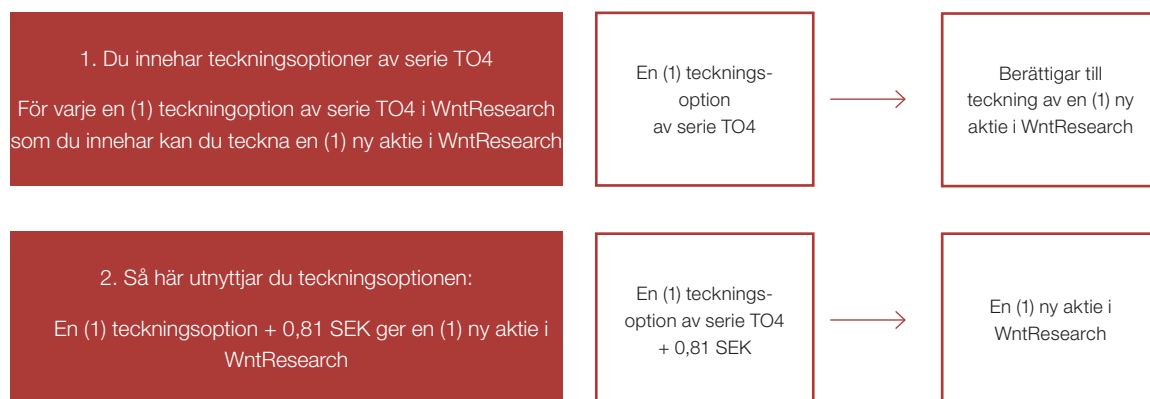 1. Du innehar teckningsoptioner av serie TO4
För varje en (1) teckningoption av serie TO4 i WntResearch
som du innehar kan du teckna en (1) ny aktie i WntResearch
En (1) tecknings-
option
av serie TO4
Berättigar till
teckning av en (1) ny
aktie i WntResearch
2. Så här utnyttjar du teckningsoptionen:
En (1) teckningsoption + 0,81 SEK ger en (1) ny aktie i
WntResearch
En (1) tecknings-
option av serie TO4
+ 0,81 SEK
En (1) ny aktie i
WntResearch